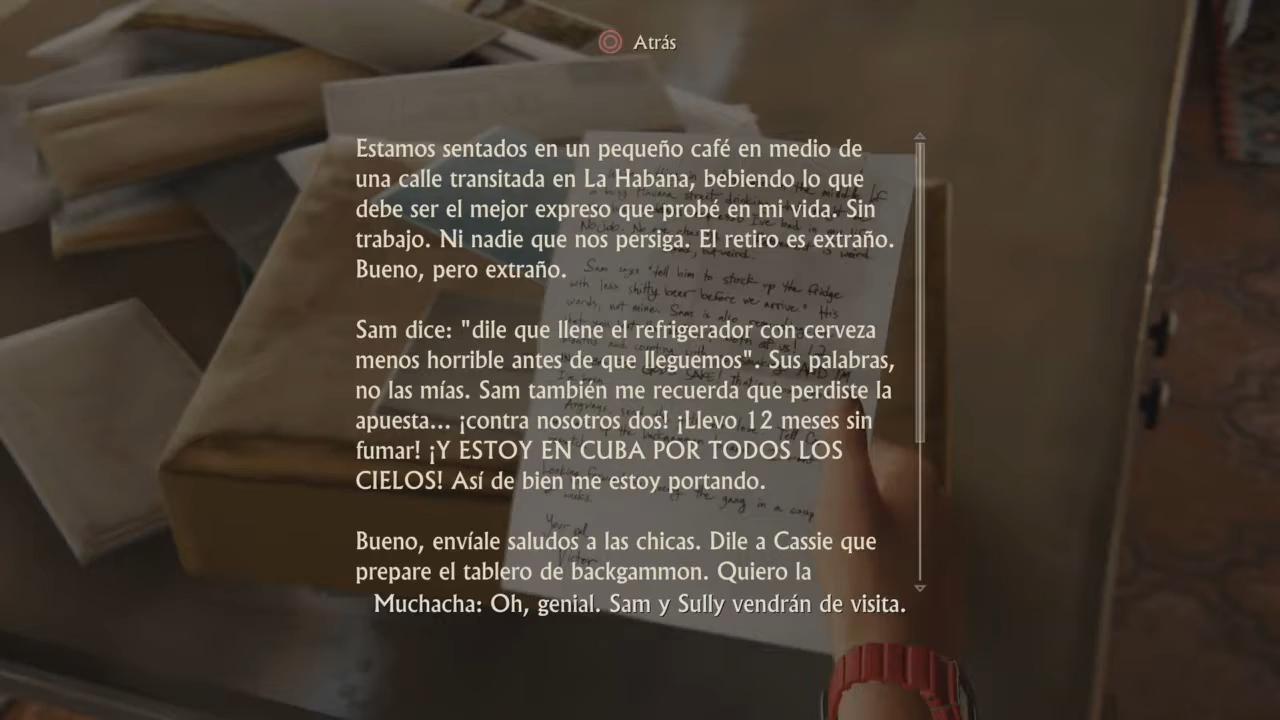 Atrás
Estamos sentados en un pequeño café en medio de
una calle transitada en La Habana, bebiendo lo que
debe ser el mejor expreso que probé en mi vida. Sin
trabajo. Ni nadie que nos persiga. El retiro es extraño.
Bueno, pero extraño.
Sam dice: "dile que llene el refrigerador con cerveza
menos horrible antes de que lleguemos". Sus palabras,
no las mías. Sam también me recuerda que perdiste la
apuesta... ¡contra nosotros dos! ¡Llevo 12 meses sin
fumar! ¡Y ESTOY EN CUBA POR TODOS LOS
CIELOS! Así de bien me estoy portando.
Bueno, envíale saludos a las chicas. Dile a Cassie que
prepare el tablero de backgammon. Quiero la
Muchacha: Oh, genial. Sam y Sully vendrán de visita.